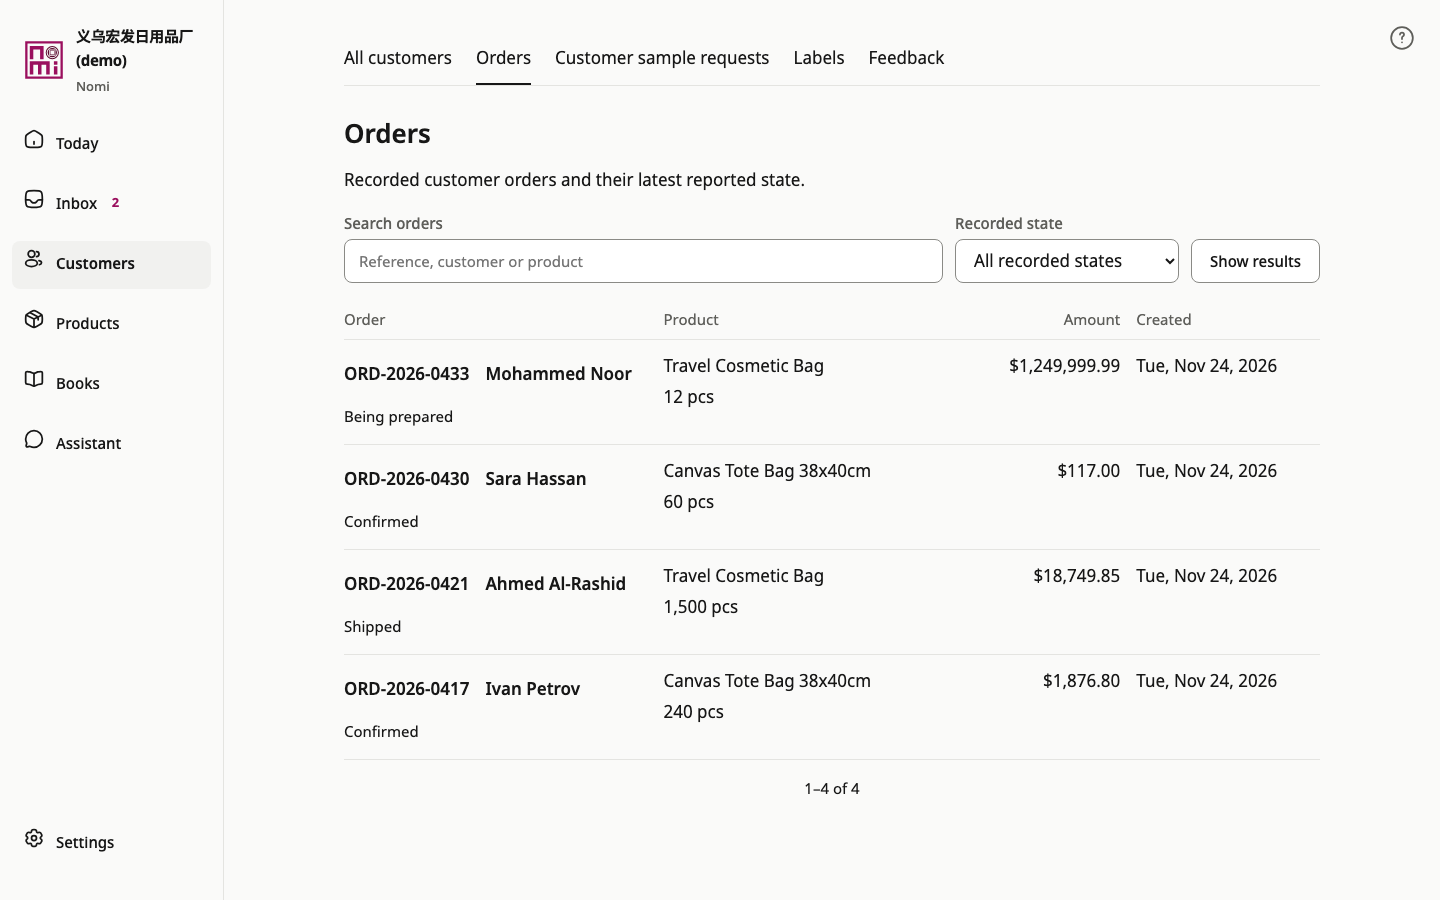 义乌宏发日用品厂
(demo)
Nomi
Today
Inbox 2
Customers
Products
Books
Assistant
Settings
All customers Orders Customer sample requests Labels Feedback
Orders
Recorded customer orders and their latest reported state.
Search orders Recorded state
Reference, customer or product All recorded states Show results
Order Product Amount Created
ORD-2026-0433 Mohammed Noor Travel Cosmetic Bag $1,249,999.99 Tue, Nov 24, 2026
12 pcs
Being prepared
ORD-2026-0430 Sara Hassan Canvas Tote Bag 38x40cm $117.00 Tue, Nov 24, 2026
60 pcs
Confirmed
ORD-2026-0421 Ahmed Al-Rashid Travel Cosmetic Bag $18,749.85 Tue, Nov 24, 2026
1,500 pcs
Shipped
ORD-2026-0417 Ivan Petrov Canvas Tote Bag 38x40cm $1,876.80 Tue, Nov 24, 2026
240 pcs
Confirmed
1–4 of 4